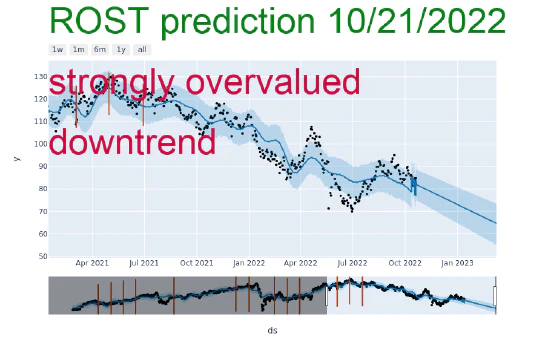 ROST prediction 10/21/2022
1w 1m 6m 1y all
strongly overvalued
downtrend
130
120
110
100
90
80
70
60
50
y
Apr 2021 Jul 2021 Oct 2021 Jan 2022 Apr 2022 Jul 2022 Oct 2022 Jan 2023
ds